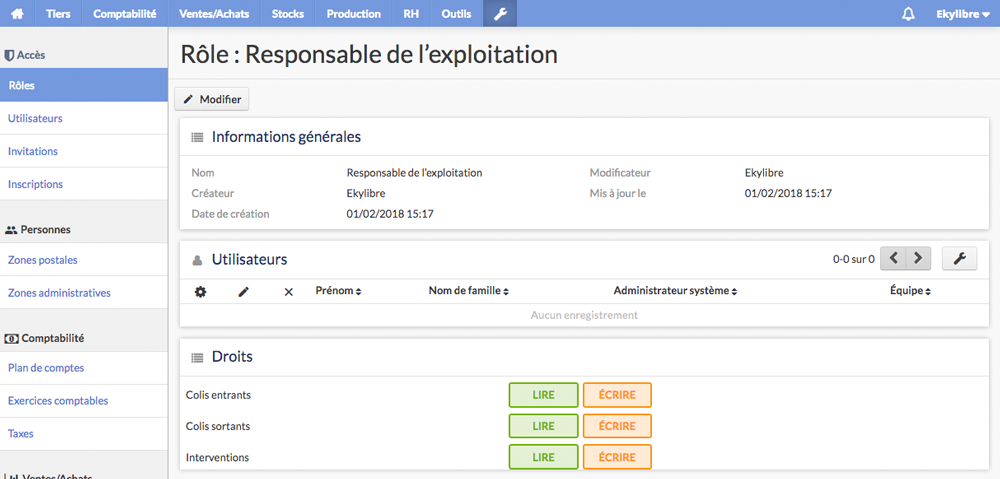 Tiers Comptabilité Ventes/Achats Stocks Production RH Outils Ekylibre
Accès
Rôles
Utilisateurs
Invitations
Inscriptions
Personnes
Zones postales
Zones administratives
Comptabilité
Plan de comptes
Exercices comptables
Taxes
Ventes/Achats
Rôle : Responsable de l’exploitation
Modifier
Informations générales
Nom Responsable de l’exploitation Modificateur Ekylibre
Créateur Ekylibre Mis à jour le 01/02/2018 15:17
Date de création 01/02/2018 15:17
Utilisateurs 0-0 sur 0
Prénom Nom de famille Administrateur système Équipe
Aucun enregistrement
Droits
Colis entrants LIRE ÉCRIRE
Colis sortants LIRE ÉCRIRE
Interventions LIRE ÉCRIRE